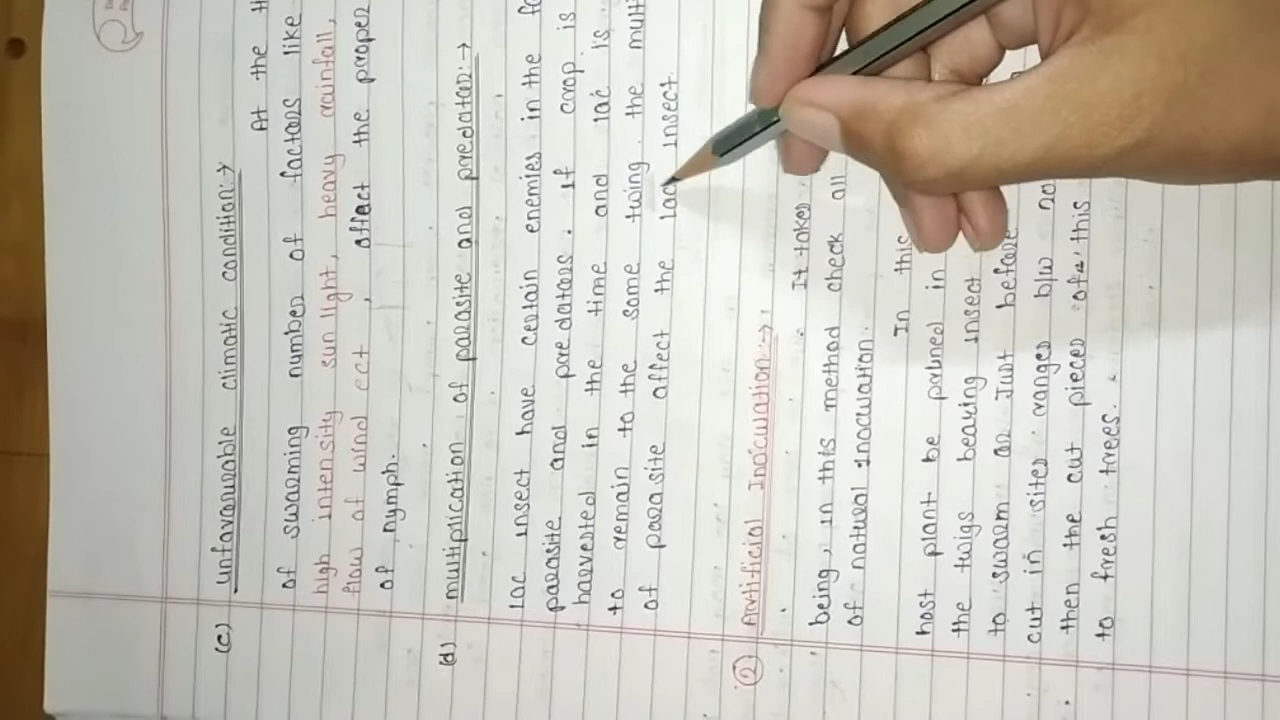 (c) unfavourable cimatic condition:→
At the
of swarming number of factors like
high intensity sun light, heavy rainfall,
flow of wind ect , affect the proper
of nymph.
(d) multiplication of parasite and predator:→
lac insect have certain enemies in the
parasite and predators. If crop is
harvested in the time and lac is
to remain to the same twing. the
of parasite affect the lac insect.
(2) Artificial Inoculation:→
It takes
being, in this method check all
of natural inoculation.
In this
host plant be pruned in
the twigs bearing insect
to swarm or Just before
cut in sites ranges b/w
then the cut pieces this
to fresh trees.